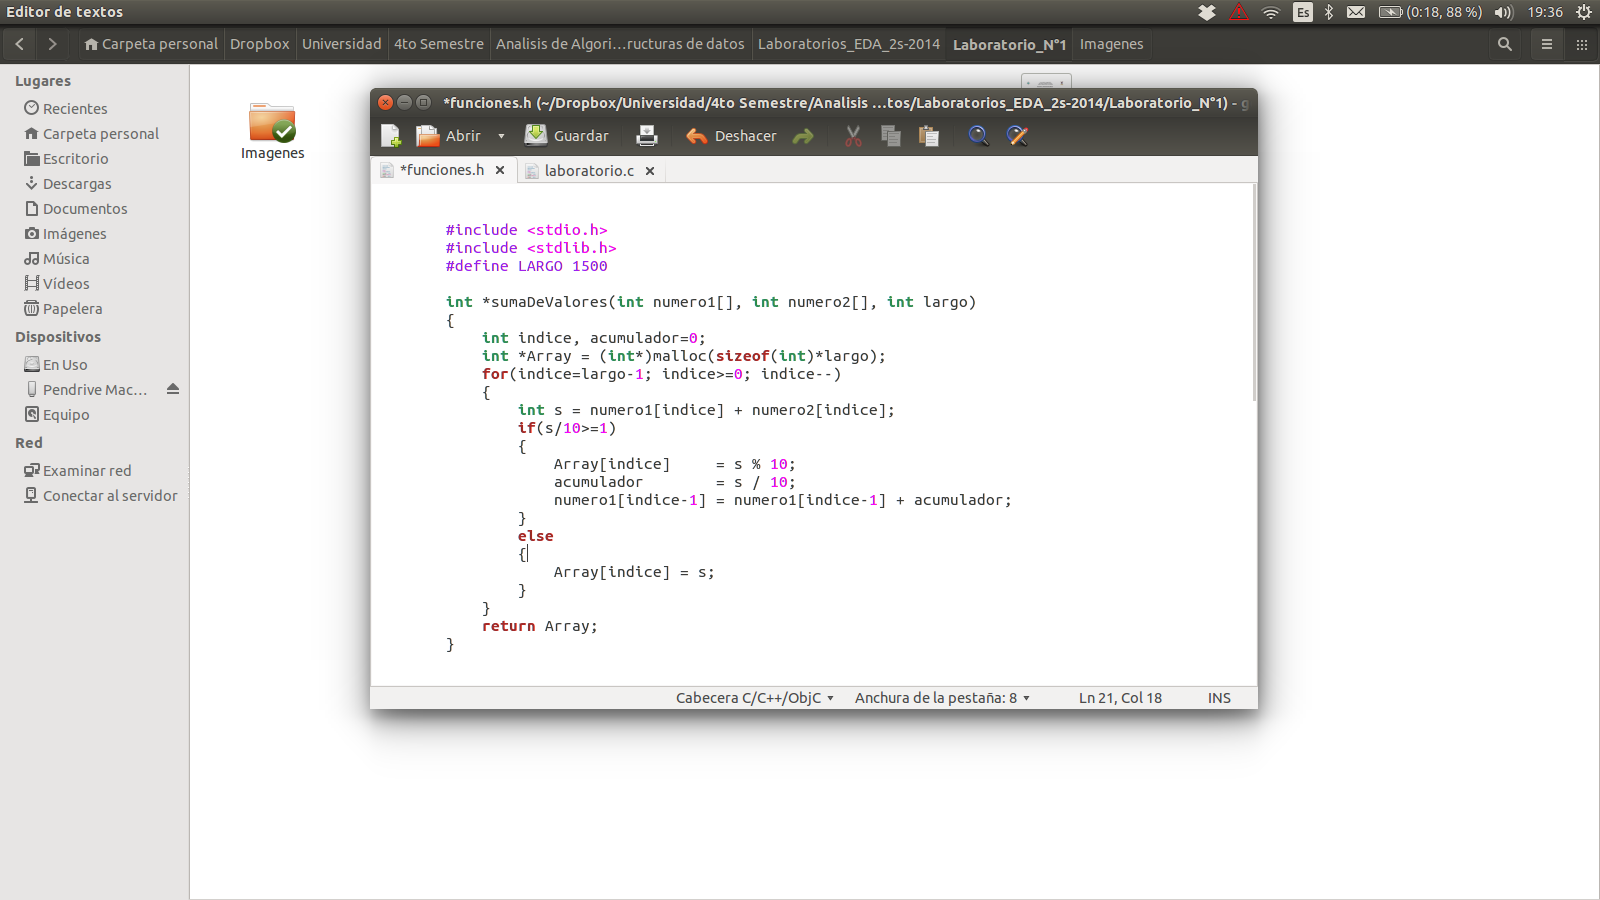 Editor de textos
Es
(0:18, 88 %)
19:36
Carpeta personal
Dropbox
Universidad
4to Semestre
Analisis de Algori...ructuras de datos
Laboratorios_EDA_2s-2014
Laboratorio_N°1
Imagenes
Lugares
Recientes
Carpeta personal
Escritorio
Descargas
Documentos
Imágenes
Música
Vídeos
Papelera
Dispositivos
En Uso
Pendrive Mac...
Equipo
Red
Examinar red
Conectar al servidor
Imagenes
*funciones.h (~/Dropbox/Universidad/4to Semestre/Analisis ...tos/Laboratorios_EDA_2s-2014/Laboratorio_N°1) - g
Abrir
Guardar
Deshacer
*funciones.h
laboratorio.c
#include <stdio.h>
#include <stdlib.h>
#define LARGO 1500
int *sumaDeValores(int numero1[], int numero2[], int largo)
{
int indice, acumulador=0;
int *Array = (int*)malloc(sizeof(int)*largo);
for(indice=largo-1; indice>=0; indice--)
{
int s = numero1[indice] + numero2[indice];
if(s/10>=1)
{
Array[indice]     = s % 10;
acumulador        = s / 10;
numero1[indice-1] = numero1[indice-1] + acumulador;
}
else
{
Array[indice] = s;
}
}
return Array;
}
Cabecera C/C++/ObjC
Anchura de la pestaña: 8
Ln 21, Col 18
INS